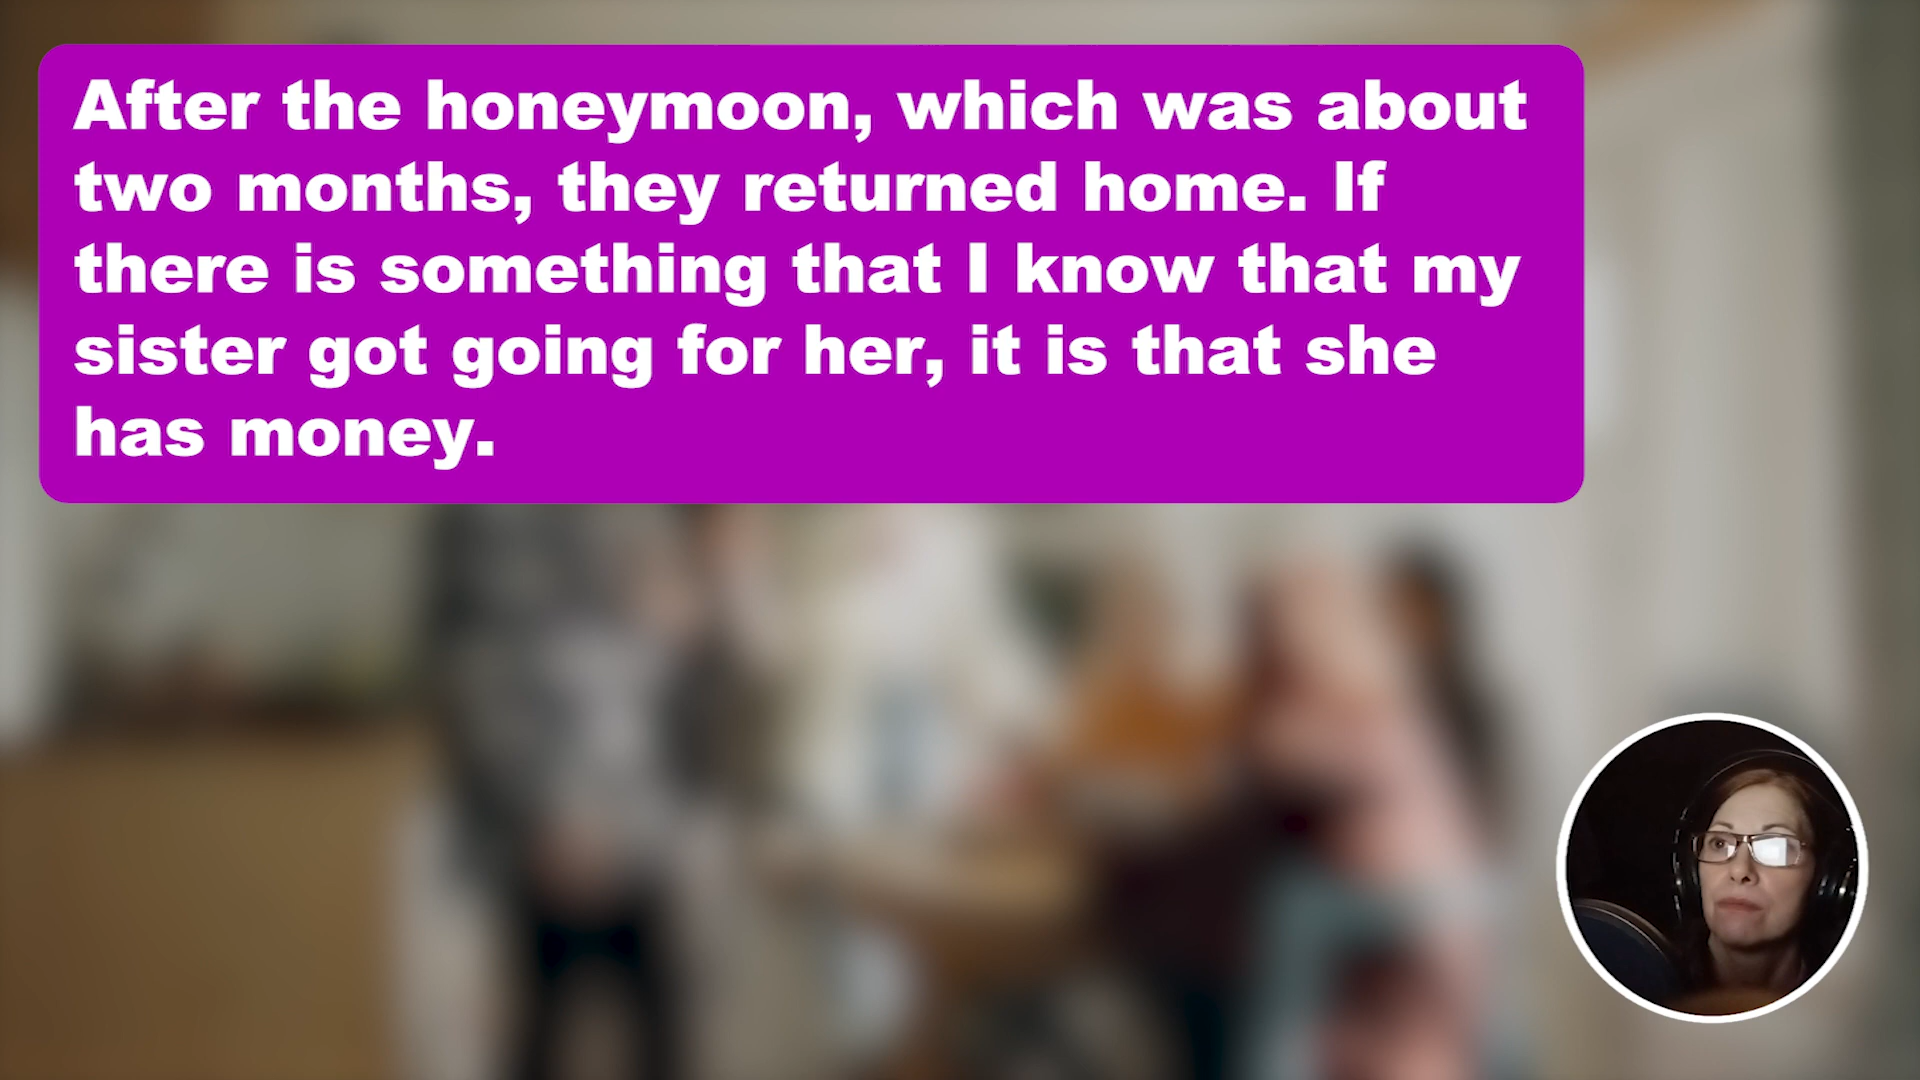 After the honeymoon, which was about
two months, they returned home. If
there is something that I know that my
sister got going for her, it is that she
has money.